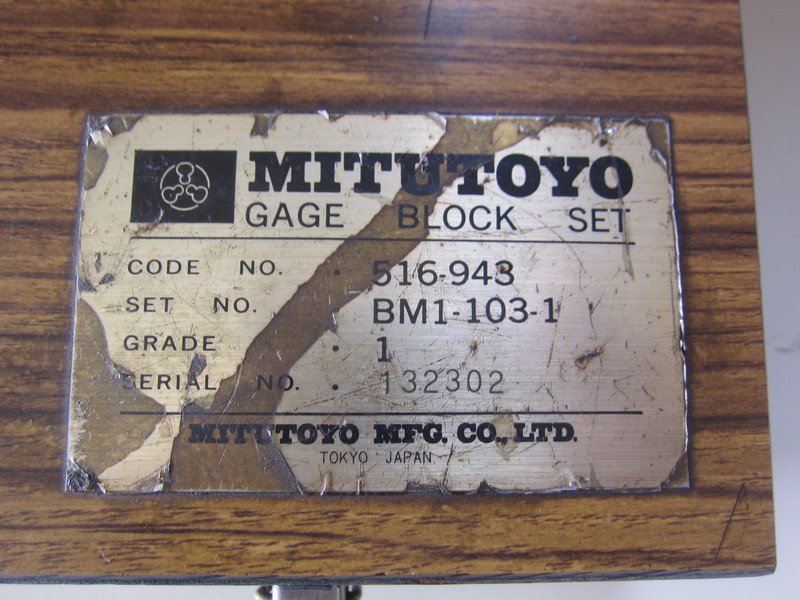 MITUTOYO
GAGE BLOCK SET
CODE NO. . 516-943
SET NO. . BM1-103-1
GRADE . 1
SERIAL NO. . 132302
MITUTOYO MFG. CO., LTD.
TOKYO JAPAN